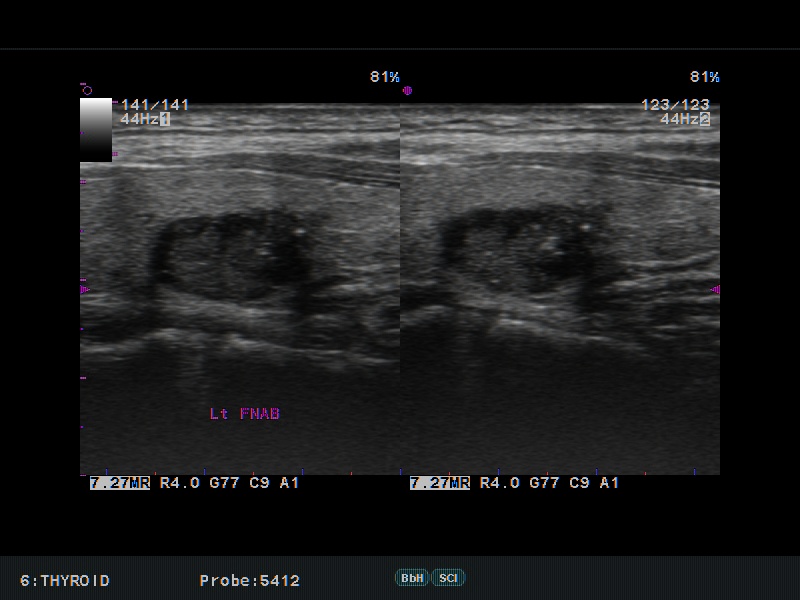 81%
81%
141/141
44Hz1
123/123
44Hz2
Lt FNAB
7.27MR R4.0 G77 C9 A1
7.27MR R4.0 G77 C9 A1
6:THYROID
Probe:5412
BbH
SCI